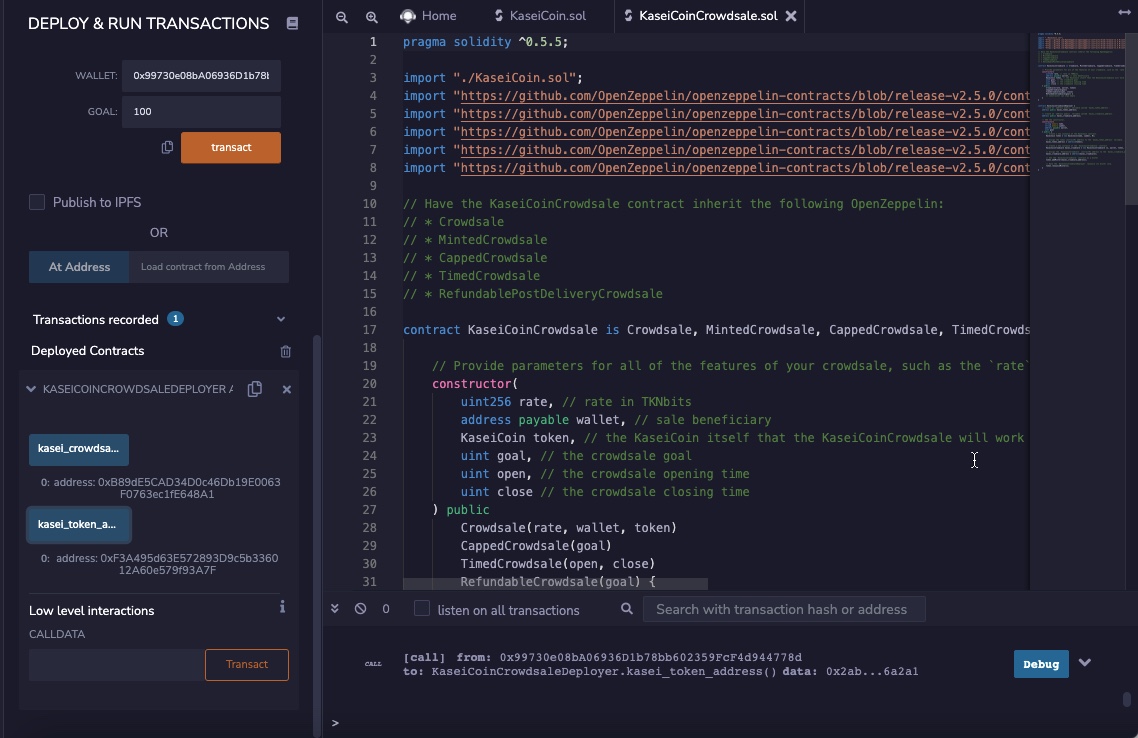 DEPLOY & RUN TRANSACTIONS
WALLET: 0x99730e08bA06936D1b78l
GOAL: 100
transact
Publish to IPFS
OR
At Address Load contract from Address
Transactions recorded 1
Deployed Contracts
KASEICOINCROWDSALEDEPLOYER A
kasei_crowdsa...
0: address: 0xB89dE5CAD34D0c46Db19E0063
F0763ec1fE648A1
kasei_token_a...
0: address: 0xF3A495d63E572893D9c5b3360
12A60e579f93A7F
Low level interactions i
CALLDATA
Transact
Home KaseiCoin.sol KaseiCoinCrowdsale.sol
1 pragma solidity ^0.5.5;
2
3 import "./KaseiCoin.sol";
4 import "https://github.com/OpenZeppelin/openzeppelin-contracts/blob/release-v2.5.0/cont
5 import "https://github.com/OpenZeppelin/openzeppelin-contracts/blob/release-v2.5.0/cont
6 import "https://github.com/OpenZeppelin/openzeppelin-contracts/blob/release-v2.5.0/cont
7 import "https://github.com/OpenZeppelin/openzeppelin-contracts/blob/release-v2.5.0/cont
8 import "https://github.com/OpenZeppelin/openzeppelin-contracts/blob/release-v2.5.0/cont
9
10 // Have the KaseiCoinCrowdsale contract inherit the following OpenZeppelin:
11 // * Crowdsale
12 // * MintedCrowdsale
13 // * CappedCrowdsale
14 // * TimedCrowdsale
15 // * RefundablePostDeliveryCrowdsale
16
17 contract KaseiCoinCrowdsale is Crowdsale, MintedCrowdsale, CappedCrowdsale, TimedCrowds
18
19 // Provide parameters for all of the features of your crowdsale, such as the `rate`
20 constructor(
21 uint256 rate, // rate in TKNbits
22 address payable wallet, // sale beneficiary
23 KaseiCoin token, // the KaseiCoin itself that the KaseiCoinCrowdsale will work
24 uint goal, // the crowdsale goal
25 uint open, // the crowdsale opening time
26 uint close // the crowdsale closing time
27 ) public
28 Crowdsale(rate, wallet, token)
29 CappedCrowdsale(goal)
30 TimedCrowdsale(open, close)
31 RefundableCrowdsale(goal) {
0 listen on all transactions Search with transaction hash or address
CALL [call] from: 0x99730e08bA06936D1b78bb602359FcF4d944778d
to: KaseiCoinCrowdsaleDeployer.kasei_token_address() data: 0x2ab...6a2a1
Debug
>